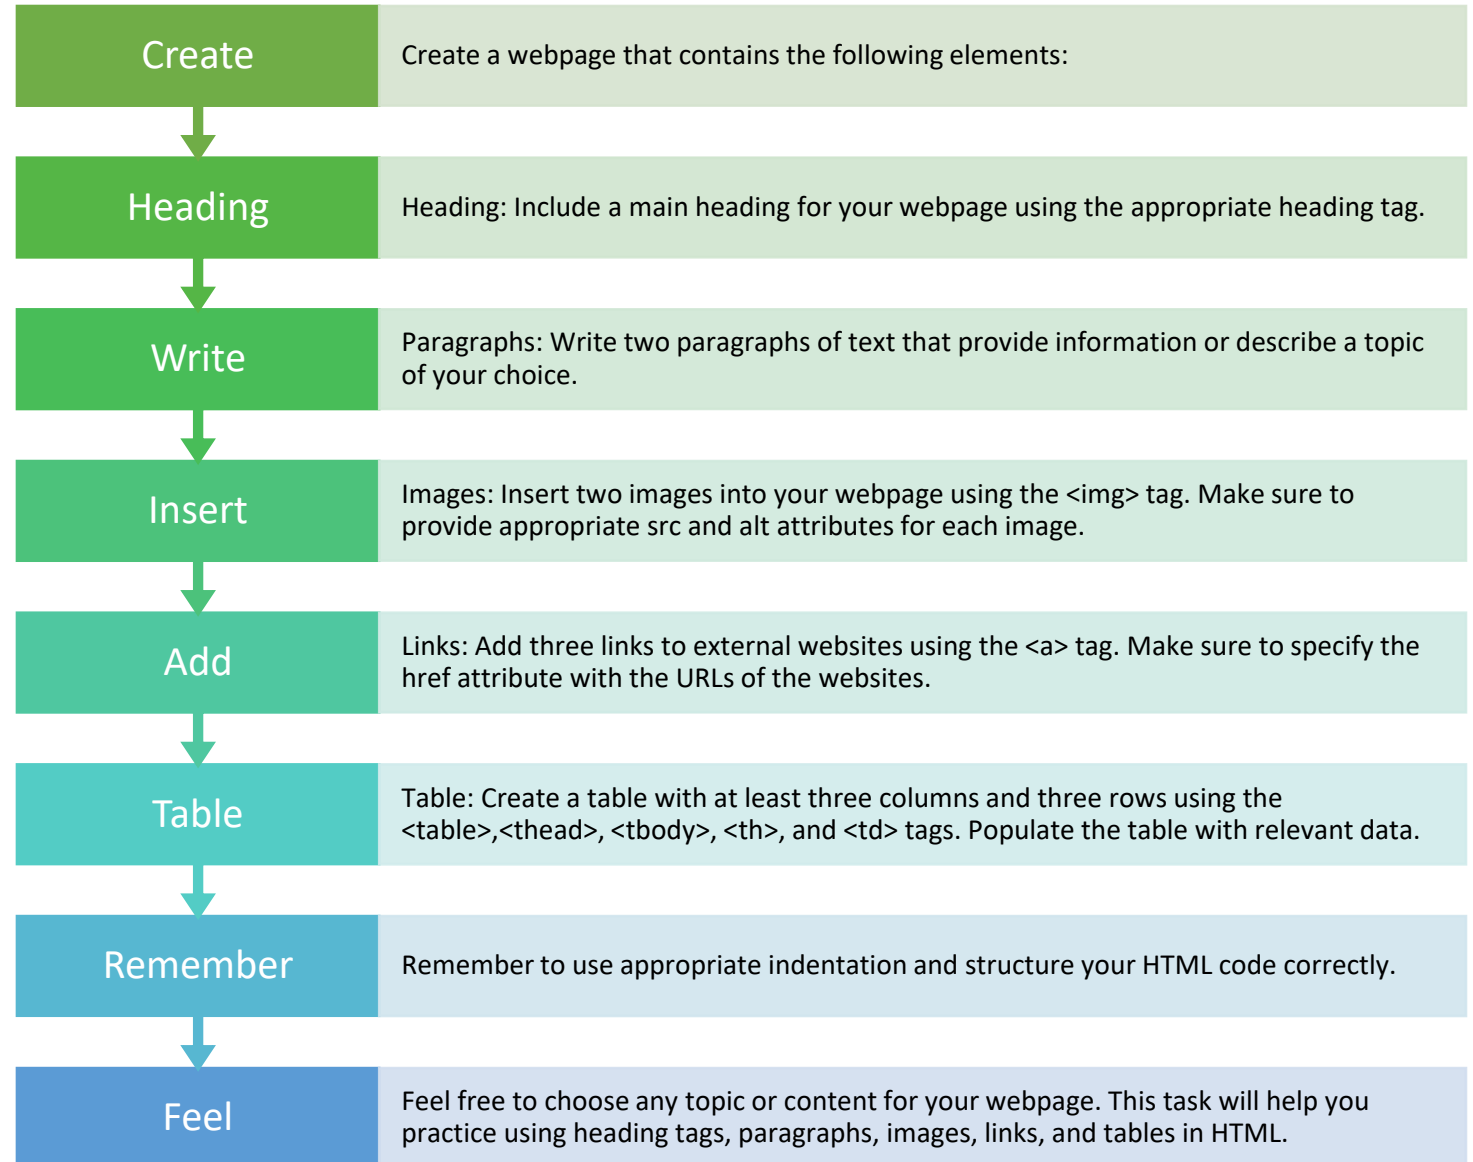 Create
Create a webpage that contains the following elements:
Heading
Heading: Include a main heading for your webpage using the appropriate heading tag.
Write
Paragraphs: Write two paragraphs of text that provide information or describe a topic
of your choice.
Insert
Images: Insert two images into your webpage using the <img> tag. Make sure to
provide appropriate src and alt attributes for each image.
Add
Links: Add three links to external websites using the <a> tag. Make sure to specify the
href attribute with the URLs of the websites.
Table
Table: Create a table with at least three columns and three rows using the
<table>,<thead>, <tbody>, <th>, and <td> tags. Populate the table with relevant data.
Remember
Remember to use appropriate indentation and structure your HTML code correctly.
Feel
Feel free to choose any topic or content for your webpage. This task will help you
practice using heading tags, paragraphs, images, links, and tables in HTML.